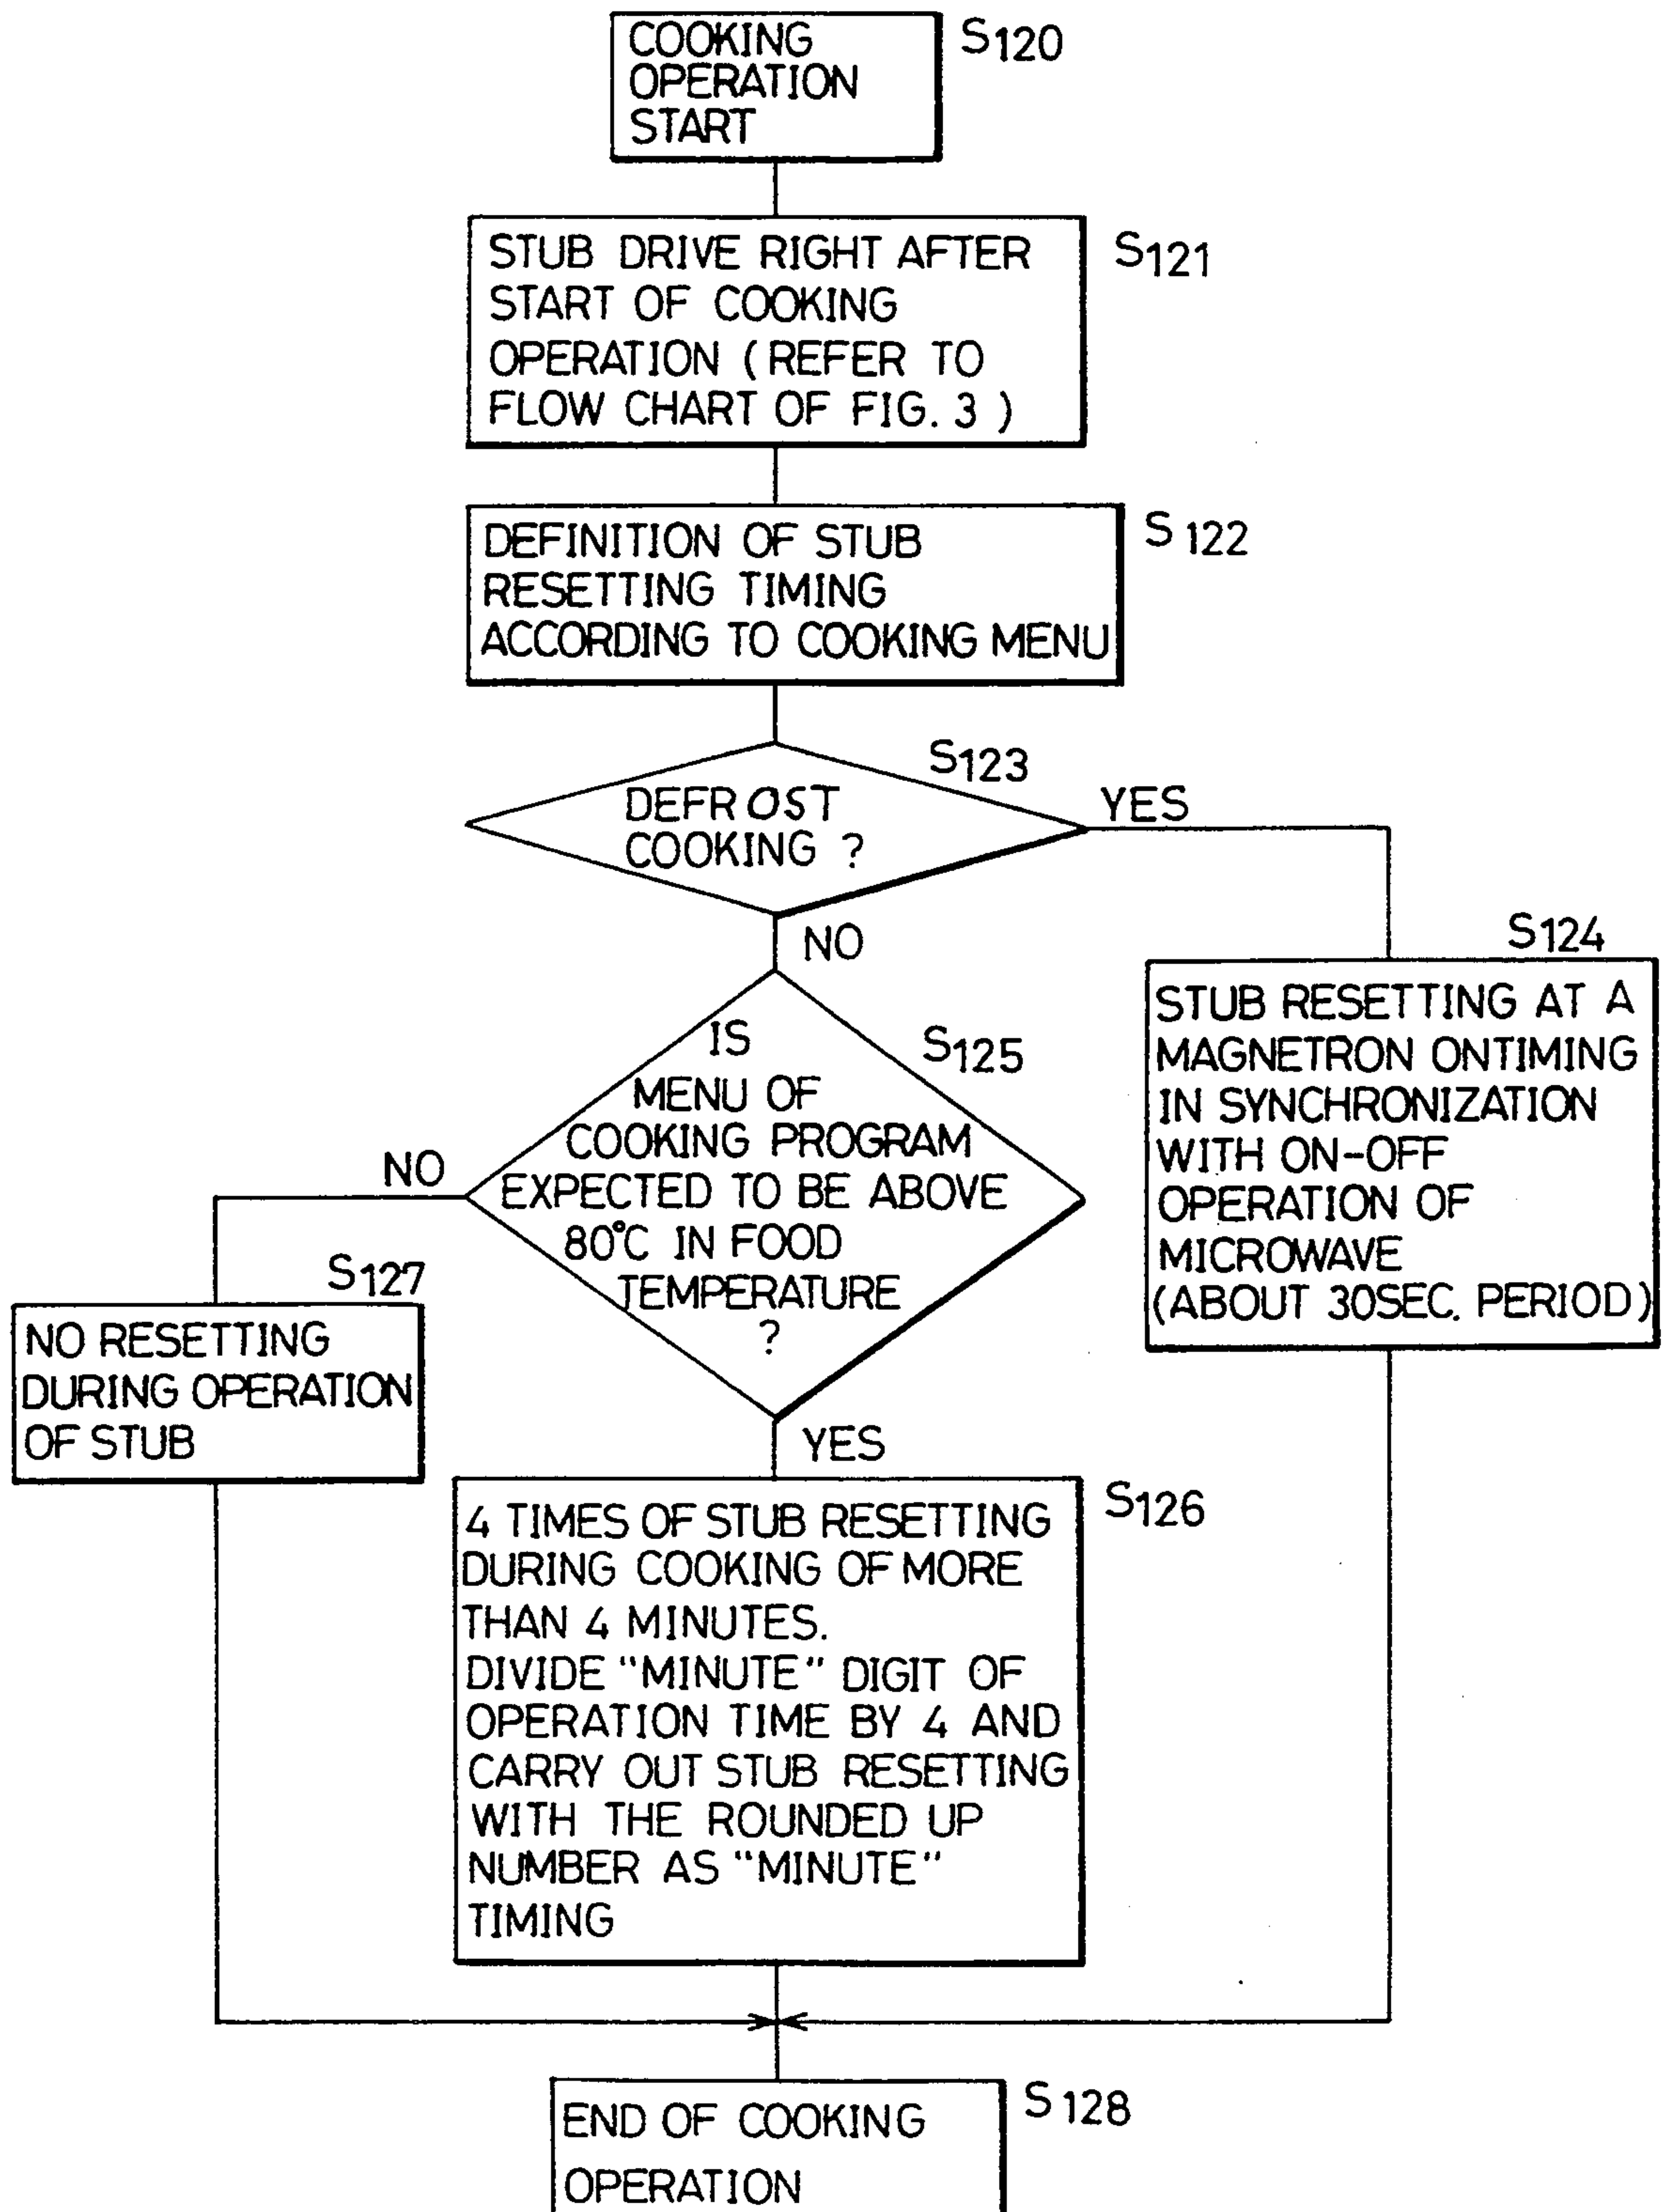 COOKING
OPERATION
START
S120
STUB DRIVE RIGHT AFTER
START OF COOKING
OPERATION (REFER TO
FLOW CHART OF FIG. 3)
S121
DEFINITION OF STUB
RESETTING TIMING
ACCORDING TO COOKING MENU
S122
S123
DEFROST
COOKING ?
YES
NO
S124
STUB RESETTING AT A
MAGNETRON ONTIMING
IN SYNCHRONIZATION
WITH ON-OFF
OPERATION OF
MICROWAVE
(ABOUT 30SEC. PERIOD)
S125
IS
MENU OF
COOKING PROGRAM
EXPECTED TO BE ABOVE
80°C IN FOOD
TEMPERATURE
?
NO
S127
NO RESETTING
DURING OPERATION
OF STUB
YES
S126
4 TIMES OF STUB RESETTING
DURING COOKING OF MORE
THAN 4 MINUTES.
DIVIDE "MINUTE" DIGIT OF
OPERATION TIME BY 4 AND
CARRY OUT STUB RESETTING
WITH THE ROUNDED UP
NUMBER AS "MINUTE"
TIMING
END OF COOKING
OPERATION
S128